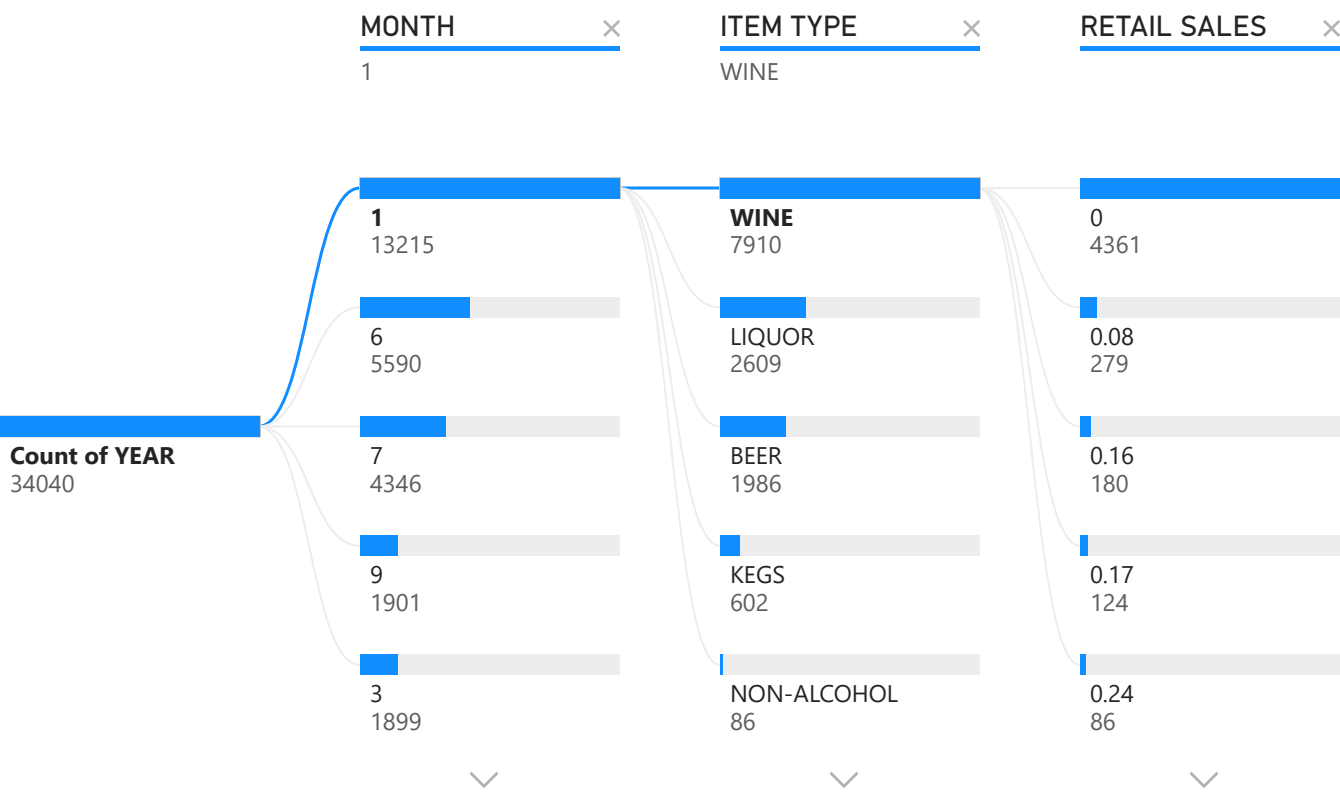 MONTH
1
ITEM TYPE
WINE
RETAIL SALES
Count of YEAR
34040
1
13215
6
5590
7
4346
9
1901
3
1899
WINE
7910
LIQUOR
2609
BEER
1986
KEGS
602
NON-ALCOHOL
86
0
4361
0.08
279
0.16
180
0.17
124
0.24
86